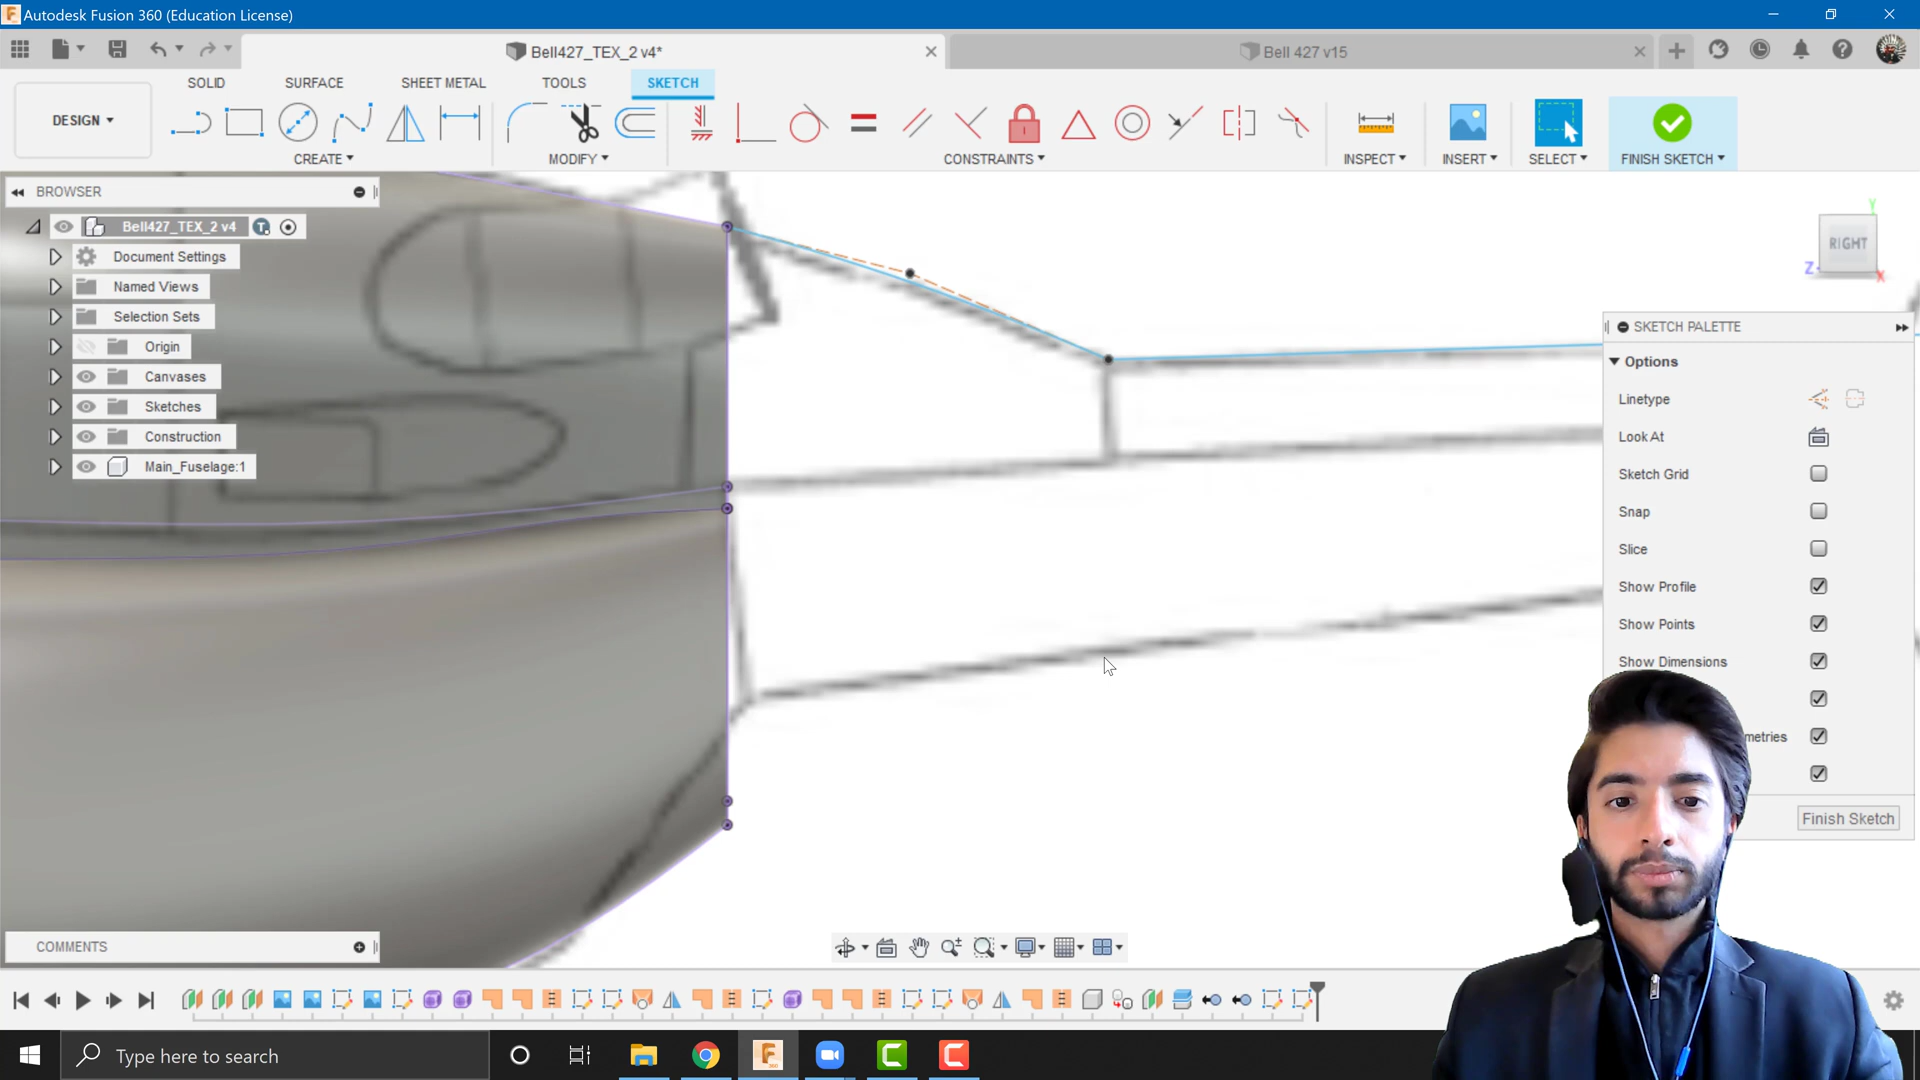 Autodesk Fusion 360 (Education License)
Bell427_TEX_2 v4*
Bell 427 v15
SOLID
SURFACE
SHEET METAL
TOOLS
SKETCH
DESIGN
CREATE
MODIFY
CONSTRAINTS
INSPECT
INSERT
SELECT
FINISH SKETCH
BROWSER
Bell427_TEX_2 v4
Document Settings
Named Views
Selection Sets
Origin
Canvases
Sketches
Construction
Main_Fuselage:1
RIGHT
Y
Z
X
SKETCH PALETTE
Options
Linetype
Look At
Sketch Grid
Snap
Slice
Show Profile
Show Points
Show Dimensions
metries
Finish Sketch
COMMENTS
Type here to search